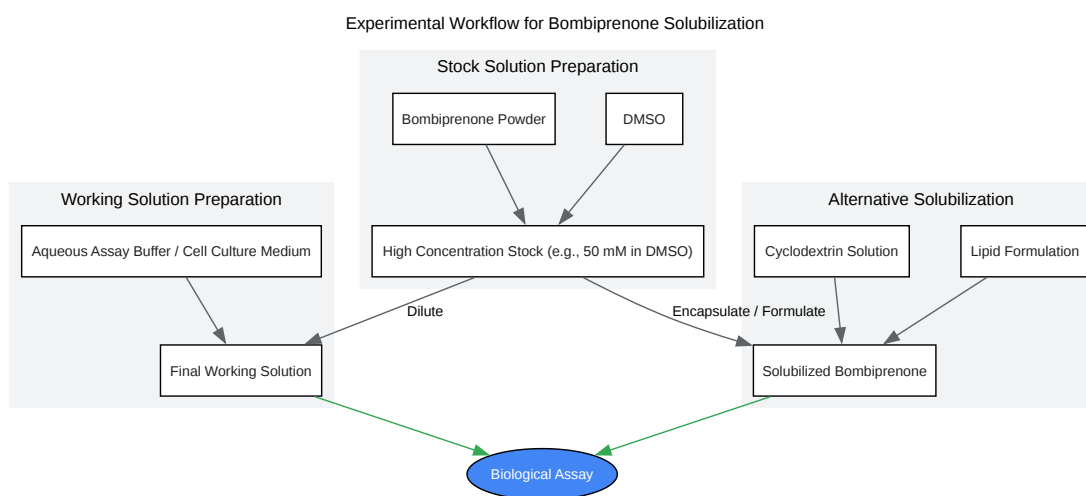 Experimental Workflow for Bombiprenone Solubilization
Stock Solution Preparation
Bombiprenone Powder
DMSO
Working Solution Preparation
Alternative Solubilization
Aqueous Assay Buffer / Cell Culture Medium
High Concentration Stock (e.g., 50 mM in DMSO)
Cyclodextrin Solution
Lipid Formulation
Dilute
Encapsulate / Formulate
Final Working Solution
Solubilized Bombiprenone
Biological Assay